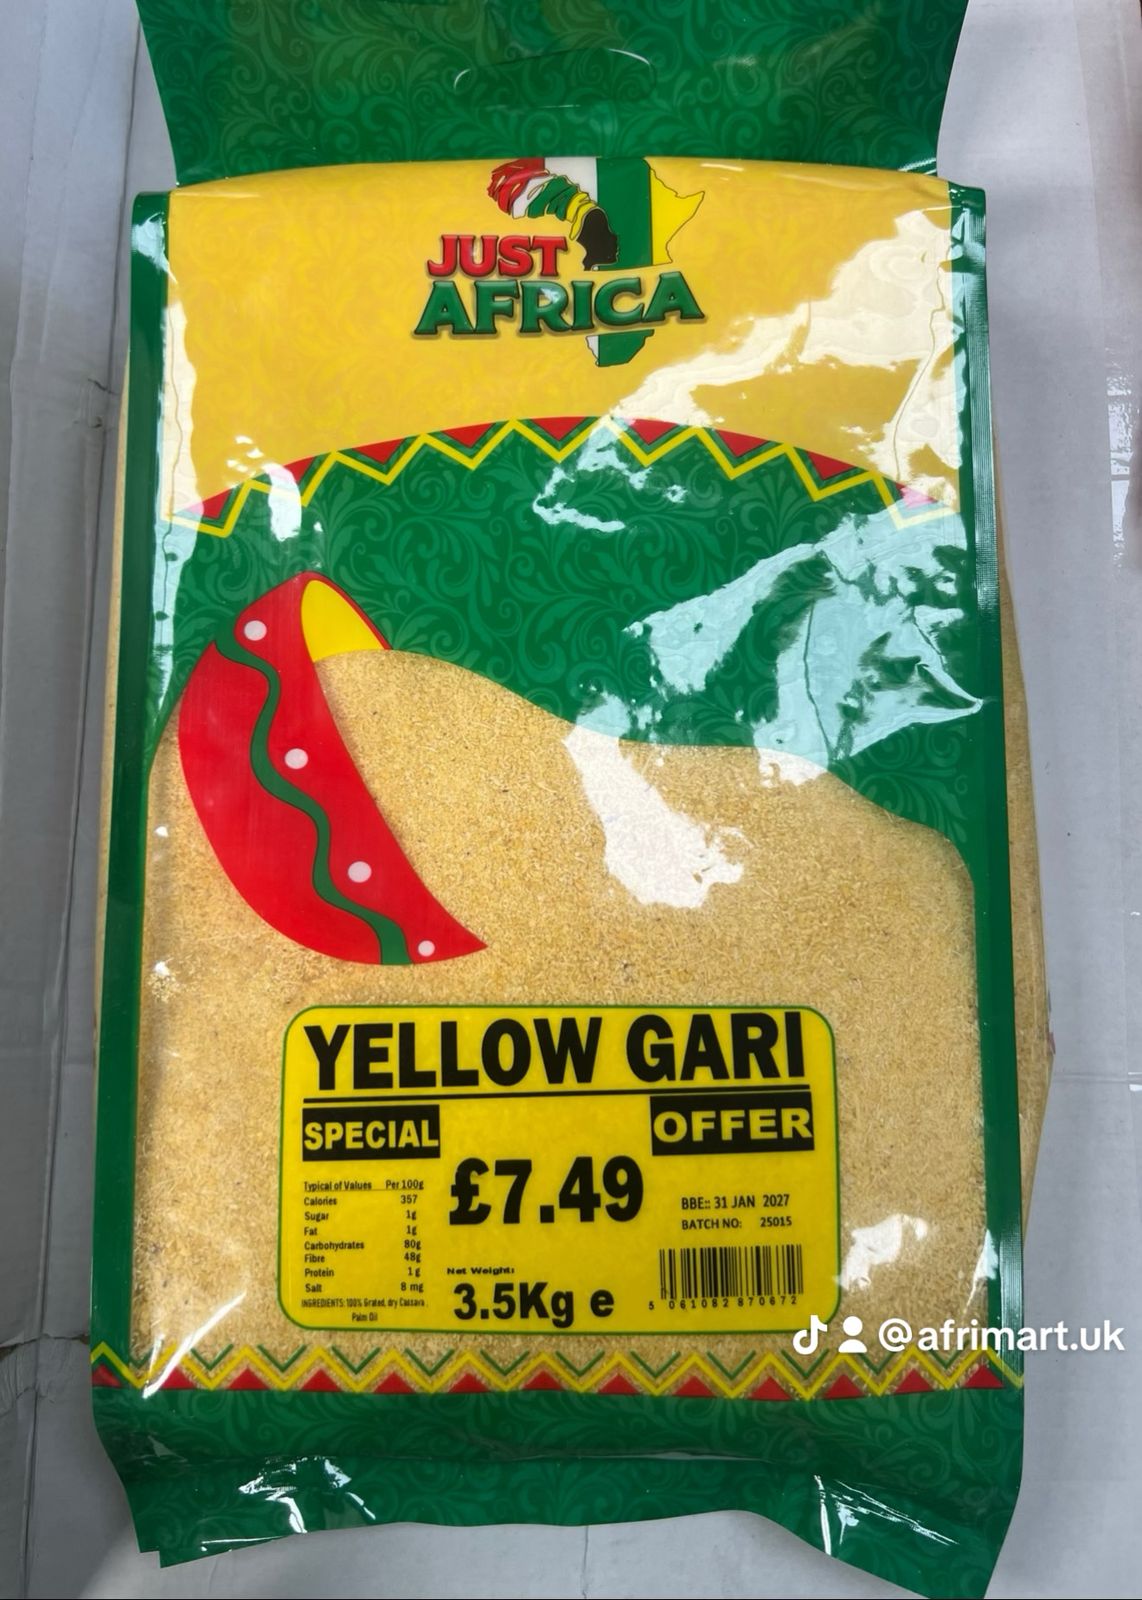 JUST
AFRICA
YELLOW GARI
SPECIAL
OFFER
£7.49
Typical of Values Per 100g
Calories 357
Sugar 1g
Fat 1g
Carbohydrates 80g
Fibre 48g
Protein 1g
Salt 8 mg
INGREDIENTS: 100% Grated, dry Cassava
Palm Oil
Net Weight:
3.5Kg e
BBE:: 31 JAN 2027
BATCH NO: 25015
5 061082 870672
@afrimart.uk